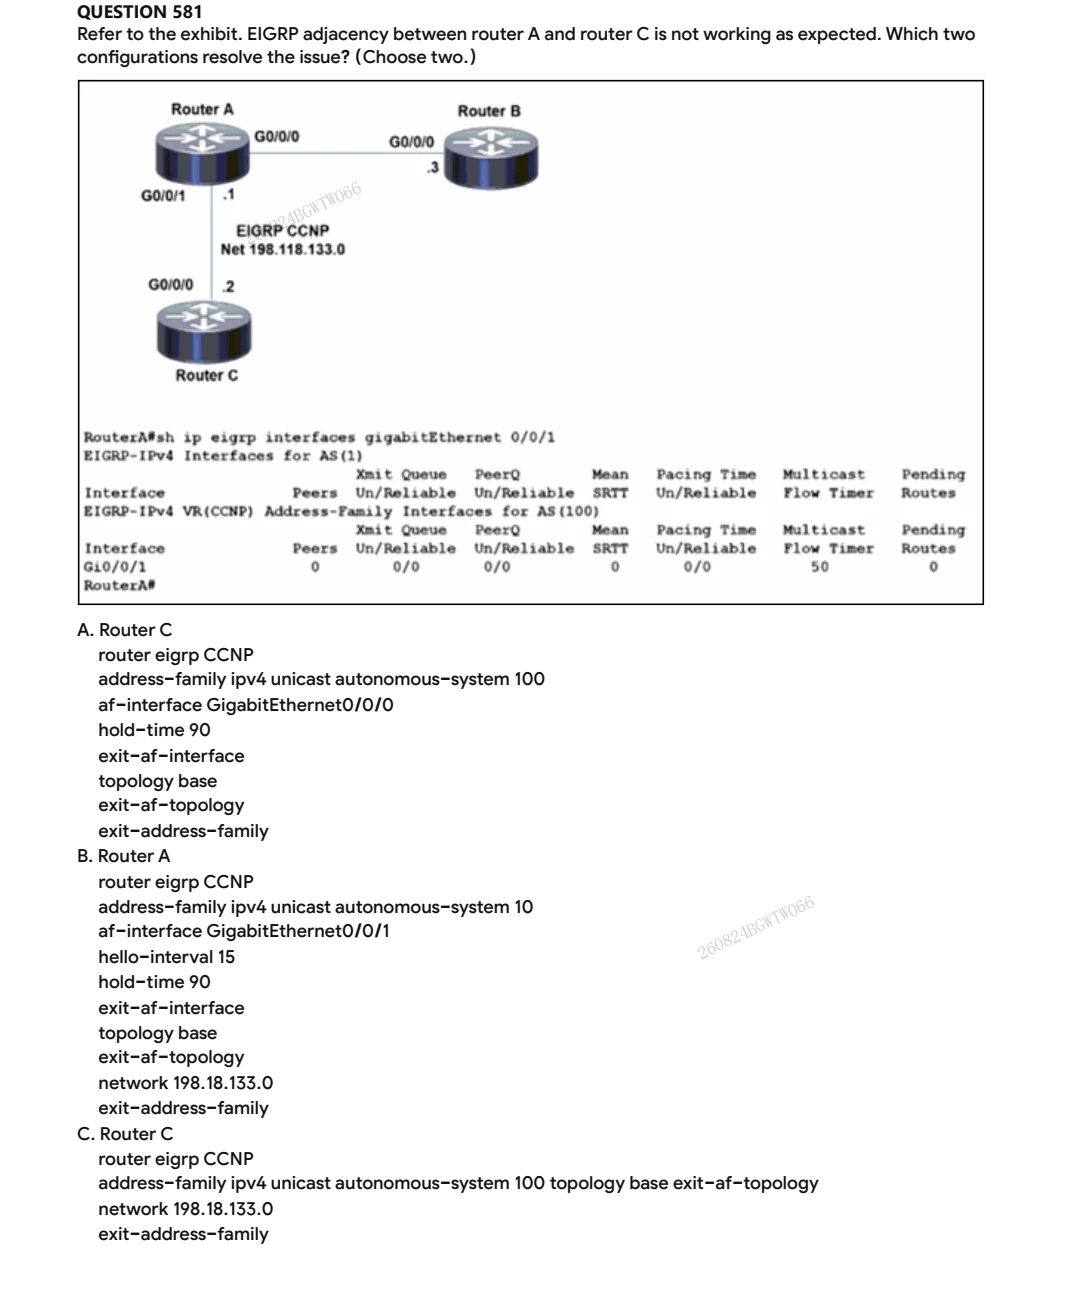 QUESTION 581
Refer to the exhibit. EIGRP adjacency between router A and router C is not working as expected. Which two
configurations resolve the issue? (Choose two.)
Router A
Router B
G0/0/0
G0/0/0
.3
G0/0/1
.1
EIGRP CCNP
Net 198.118.133.0
G0/0/0
.2
Router C
RouterA#sh ip eigrp interfaces gigabitEthernet 0/0/1
EIGRP-IPv4 Interfaces for AS(1)
Xmit Queue PeerQ Mean Pacing Time Multicast Pending
Interface Peers Un/Reliable Un/Reliable SRTT Un/Reliable Flow Timer Routes
EIGRP-IPv4 VR(CCNP) Address-Family Interfaces for AS(100)
Xmit Queue PeerQ Mean Pacing Time Multicast Pending
Interface Peers Un/Reliable Un/Reliable SRTT Un/Reliable Flow Timer Routes
Gi0/0/1 0 0/0 0/0 0 0/0 50 0
RouterA#
A. Router C
router eigrp CCNP
address-family ipv4 unicast autonomous-system 100
af-interface GigabitEthernet0/0/0
hold-time 90
exit-af-interface
topology base
exit-af-topology
exit-address-family
B. Router A
router eigrp CCNP
address-family ipv4 unicast autonomous-system 10
af-interface GigabitEthernet0/0/1
hello-interval 15
hold-time 90
exit-af-interface
topology base
exit-af-topology
network 198.18.133.0
exit-address-family
260824BGWTW066
C. Router C
router eigrp CCNP
address-family ipv4 unicast autonomous-system 100 topology base exit-af-topology
network 198.18.133.0
exit-address-family